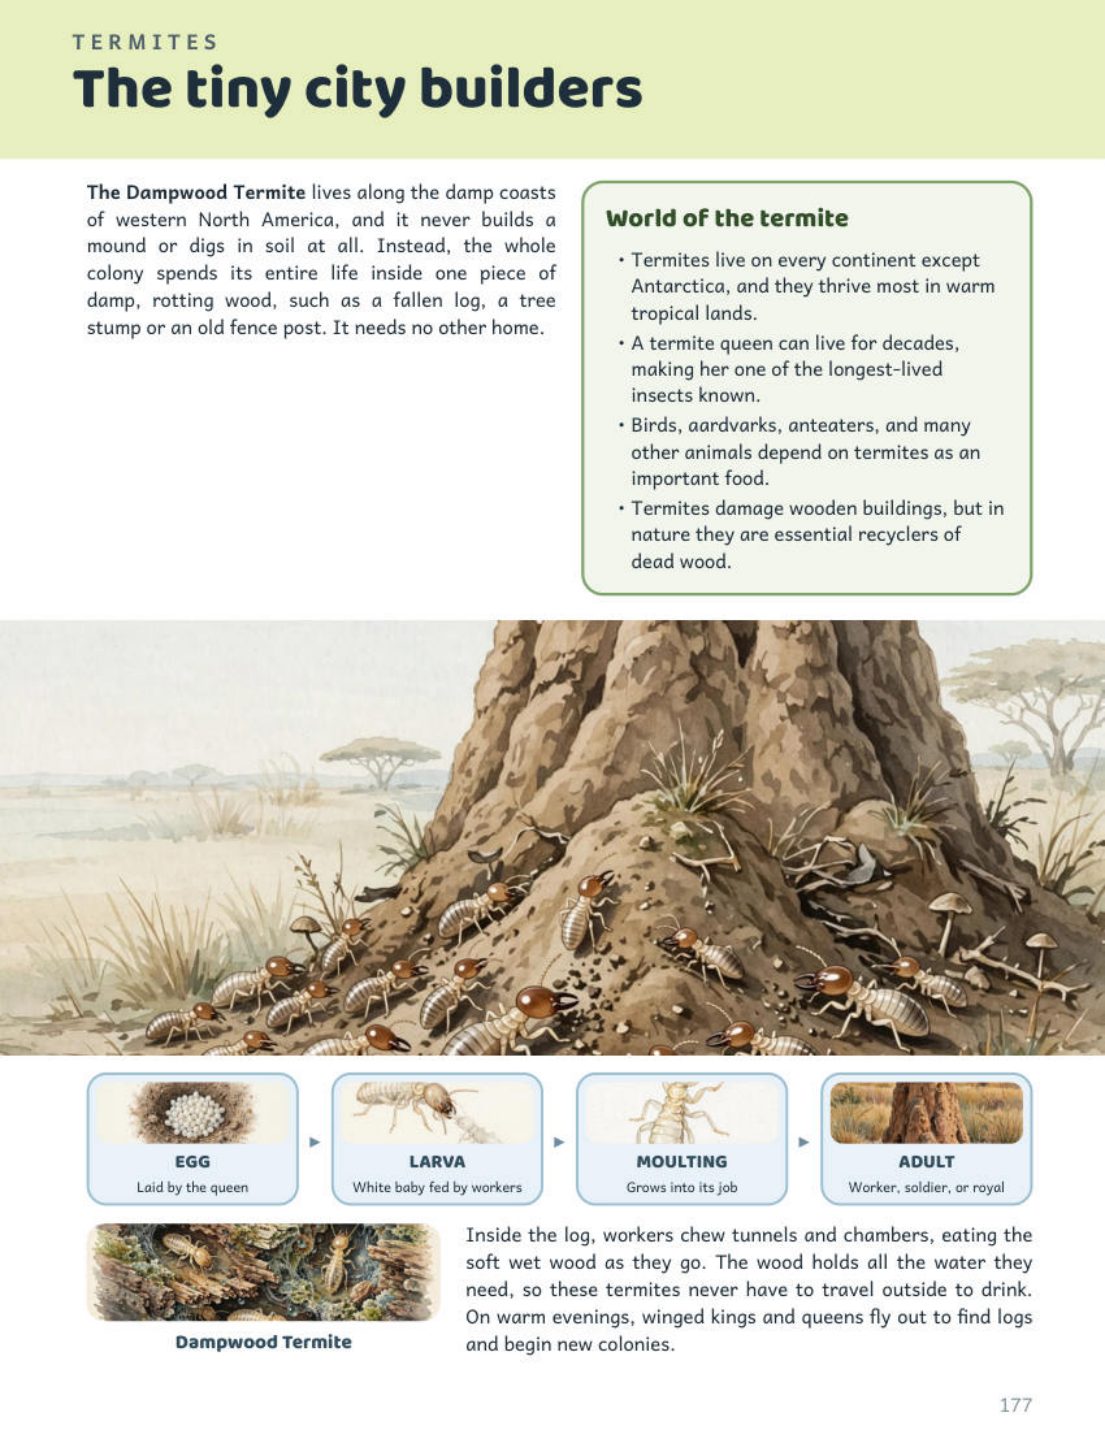 TERMITES
The tiny city builders
The Dampwood Termite lives along the damp coasts
of western North America, and it never builds a
mound or digs in soil at all. Instead, the whole
colony spends its entire life inside one piece of
damp, rotting wood, such as a fallen log, a tree
stump or an old fence post. It needs no other home.
World of the termite
• Termites live on every continent except
Antarctica, and they thrive most in warm
tropical lands.
• A termite queen can live for decades,
making her one of the longest-lived
insects known.
• Birds, aardvarks, anteaters, and many
other animals depend on termites as an
important food.
• Termites damage wooden buildings, but in
nature they are essential recyclers of
dead wood.
EGG
Laid by the queen
LARVA
White baby fed by workers
MOULTING
Grows into its job
ADULT
Worker, soldier, or royal
Dampwood Termite
Inside the log, workers chew tunnels and chambers, eating the
soft wet wood as they go. The wood holds all the water they
need, so these termites never have to travel outside to drink.
On warm evenings, winged kings and queens fly out to find logs
and begin new colonies.
177